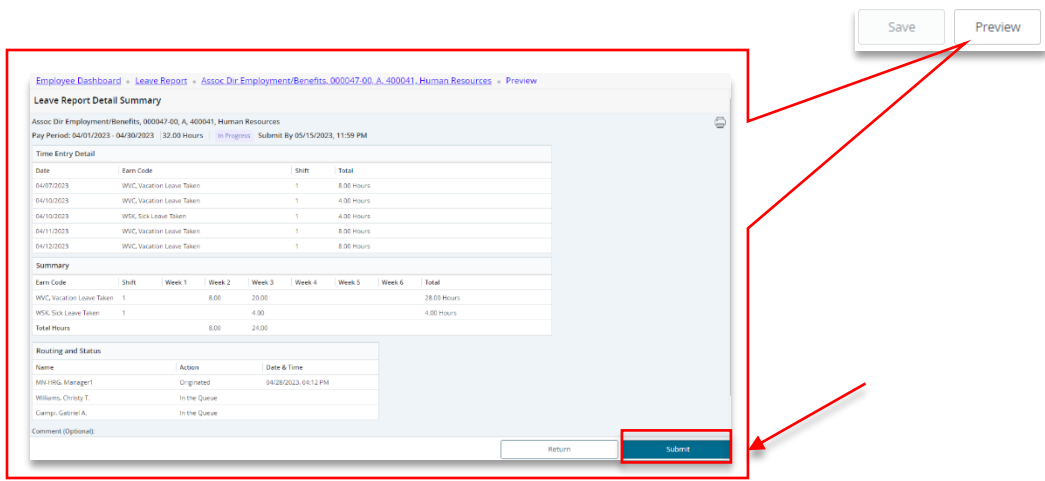 Save Preview
Employee Dashboard • Leave Report • Assoc Dir Employment/Benefits, 000047-00, A, 400041, Human Resources • Preview
Leave Report Detail Summary
Assoc Dir Employment/Benefits, 000047-00, A, 400041, Human Resources
Pay Period: 04/01/2023 - 04/30/2023 32.00 Hours In Progress Submit By 05/15/2023, 11:59 PM
Time Entry Detail
Date Earn Code Shift Total
04/07/2023 WVC, Vacation Leave Taken 1 8.00 Hours
04/10/2023 WVC, Vacation Leave Taken 1 4.00 Hours
04/10/2023 WSK, Sick Leave Taken 1 4.00 Hours
04/11/2023 WVC, Vacation Leave Taken 1 8.00 Hours
04/12/2023 WVC, Vacation Leave Taken 1 8.00 Hours
Summary
Earn Code Shift Week 1 Week 2 Week 3 Week 4 Week 5 Week 6 Total
WVC, Vacation Leave Taken 1 8.00 20.00 28.00 Hours
WSK, Sick Leave Taken 1 4.00 4.00 Hours
Total Hours 8.00 24.00
Routing and Status
Name Action Date & Time
MN-HRG, Manager1 Originated 04/28/2023, 04:12 PM
Williams, Christy T. In the Queue
Ciampi, Gabriel A. In the Queue
Comment (Optional):
Return Submit